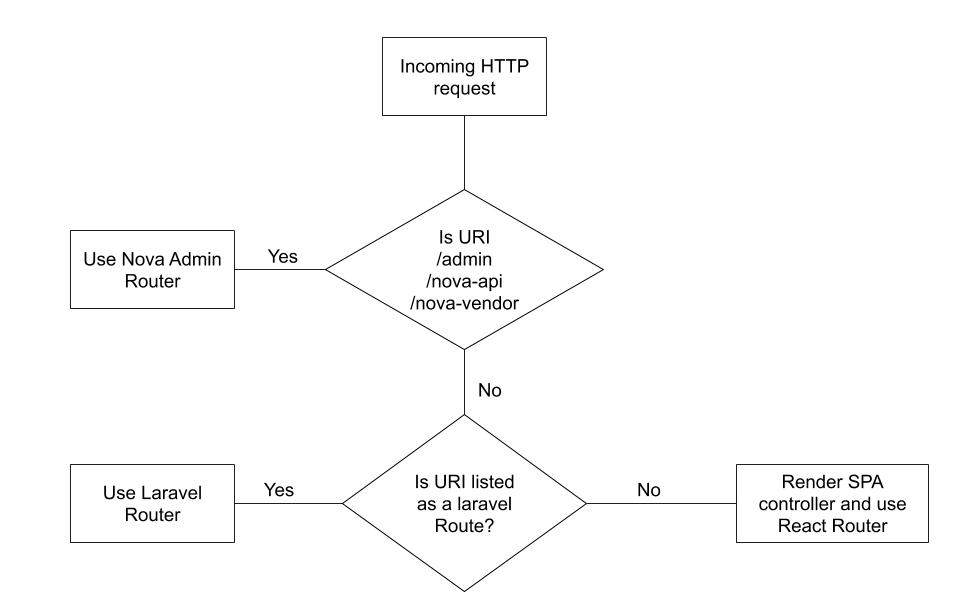 Incoming HTTP
request
Is URI
/admin
/nova-api
/nova-vendor
Yes
Use Nova Admin
Router
No
Is URI listed
as a laravel
Route?
Yes
Use Laravel
Router
No
Render SPA
controller and use
React Router